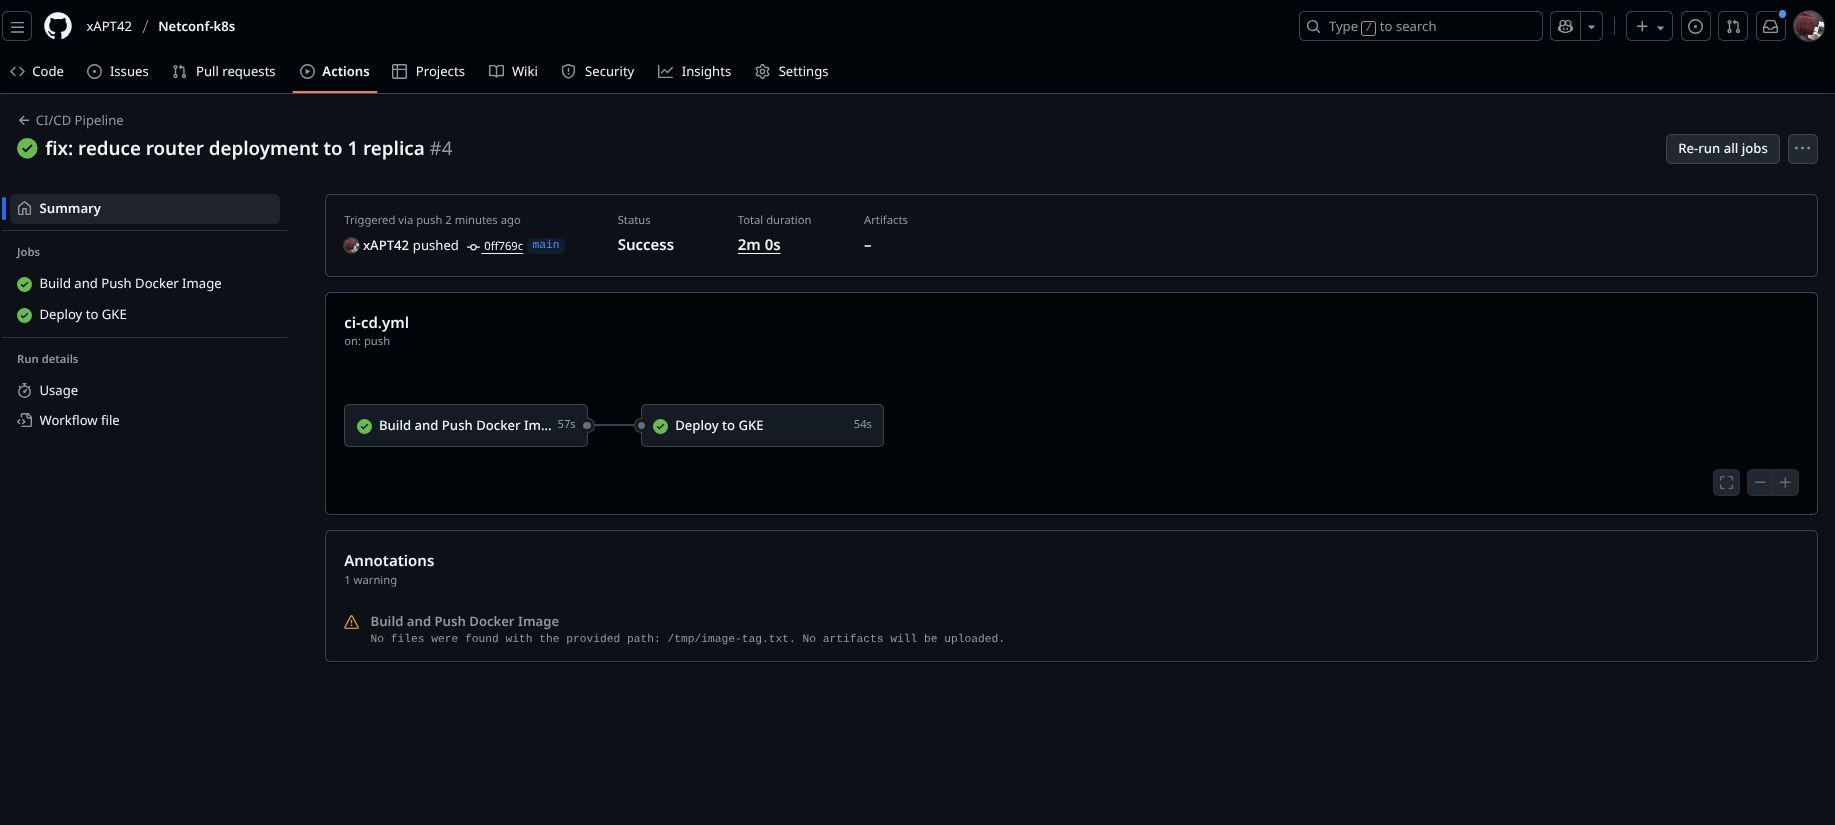 xAPT42 / Netconf-k8s
Type / to search
Code Issues Pull requests Actions Projects Wiki Security Insights Settings
CI/CD Pipeline
fix: reduce router deployment to 1 replica #4
Re-run all jobs
Summary
Jobs
Build and Push Docker Image
Deploy to GKE
Run details
Usage
Workflow file
Triggered via push 2 minutes ago
xAPT42 pushed 0ff769c main
Status
Success
Total duration
2m 0s
Artifacts
–
ci-cd.yml
on: push
Build and Push Docker Im... 57s
Deploy to GKE 54s
Annotations
1 warning
Build and Push Docker Image
No files were found with the provided path: /tmp/image-tag.txt. No artifacts will be uploaded.